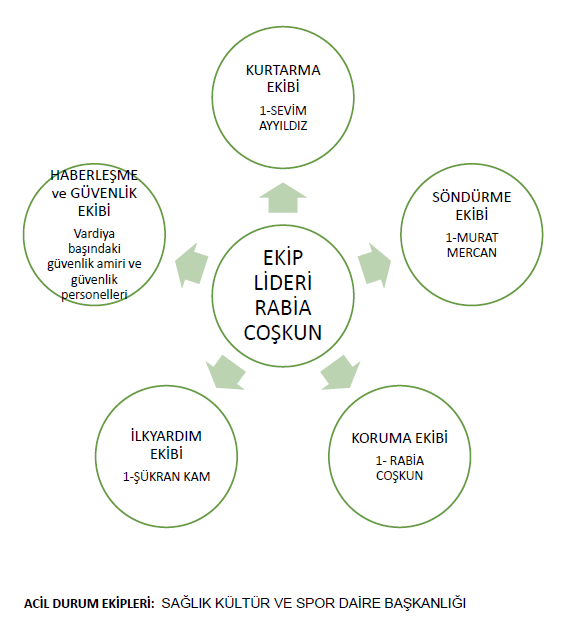 KURTARMA
EKİBİ
1-SEVİM
AYYILDIZ
HABERLEŞME
ve GÜVENLİK
EKİBİ
Vardiya
başındaki
güvenlik amiri ve
güvenlik
personelleri
SÖNDÜRME
EKİBİ
1-MURAT
MERCAN
EKİP
LİDERİ
RABİA
COŞKUN
İLKYARDIM
EKİBİ
1-ŞÜKRAN KAM
KORUMA EKİBİ
1- RABİA
COŞKUN
ACİL DURUM EKİPLERİ: SAĞLIK KÜLTÜR VE SPOR DAİRE BAŞKANLIĞI